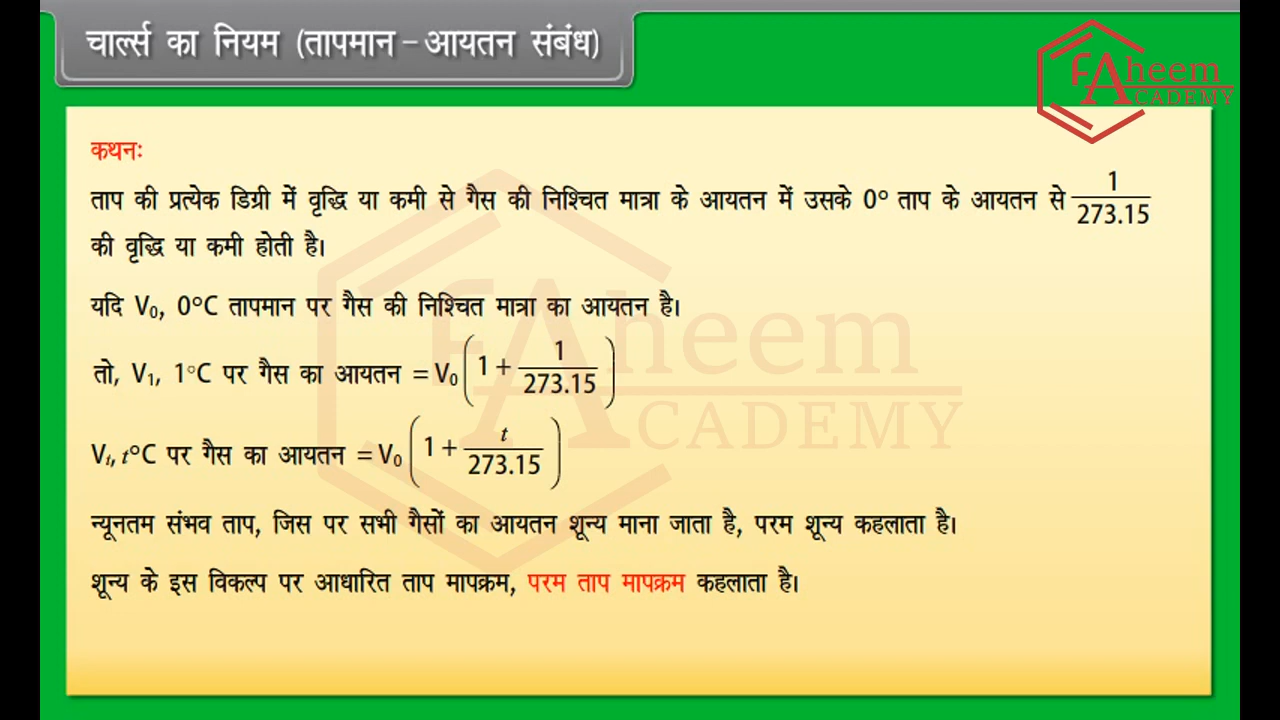 चार्ल्स का नियम (तापमान – आयतन संबंध)
Faheem
ACADEMY
कथनः
ताप की प्रत्येक डिग्री में वृद्धि या कमी से गैस की निश्चित मात्रा के आयतन में उसके 0° ताप के आयतन से 1/273.15
की वृद्धि या कमी होती है।
यदि V₀, 0°C तापमान पर गैस की निश्चित मात्रा का आयतन है।
तो, V₁, 1°C पर गैस का आयतन = V₀ (1 + 1/273.15)
Vₜ, t°C पर गैस का आयतन = V₀ (1 + t/273.15)
न्यूनतम संभव ताप, जिस पर सभी गैसों का आयतन शून्य माना जाता है, परम शून्य कहलाता है।
शून्य के इस विकल्प पर आधारित ताप मापक्रम, परम ताप मापक्रम कहलाता है।
Faheem
ACADEMY